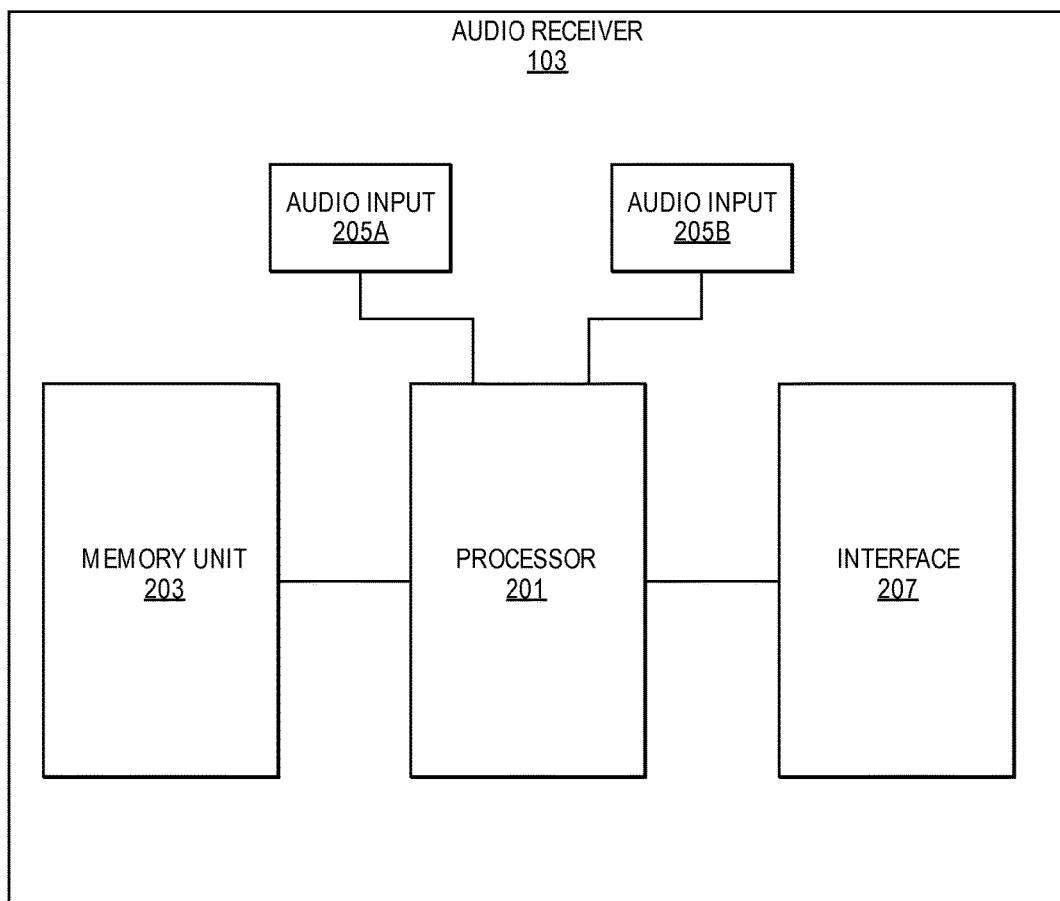 AUDIO RECEIVER
103
AUDIO INPUT
205A
AUDIO INPUT
205B
MEMORY UNIT
203
PROCESSOR
201
INTERFACE
207